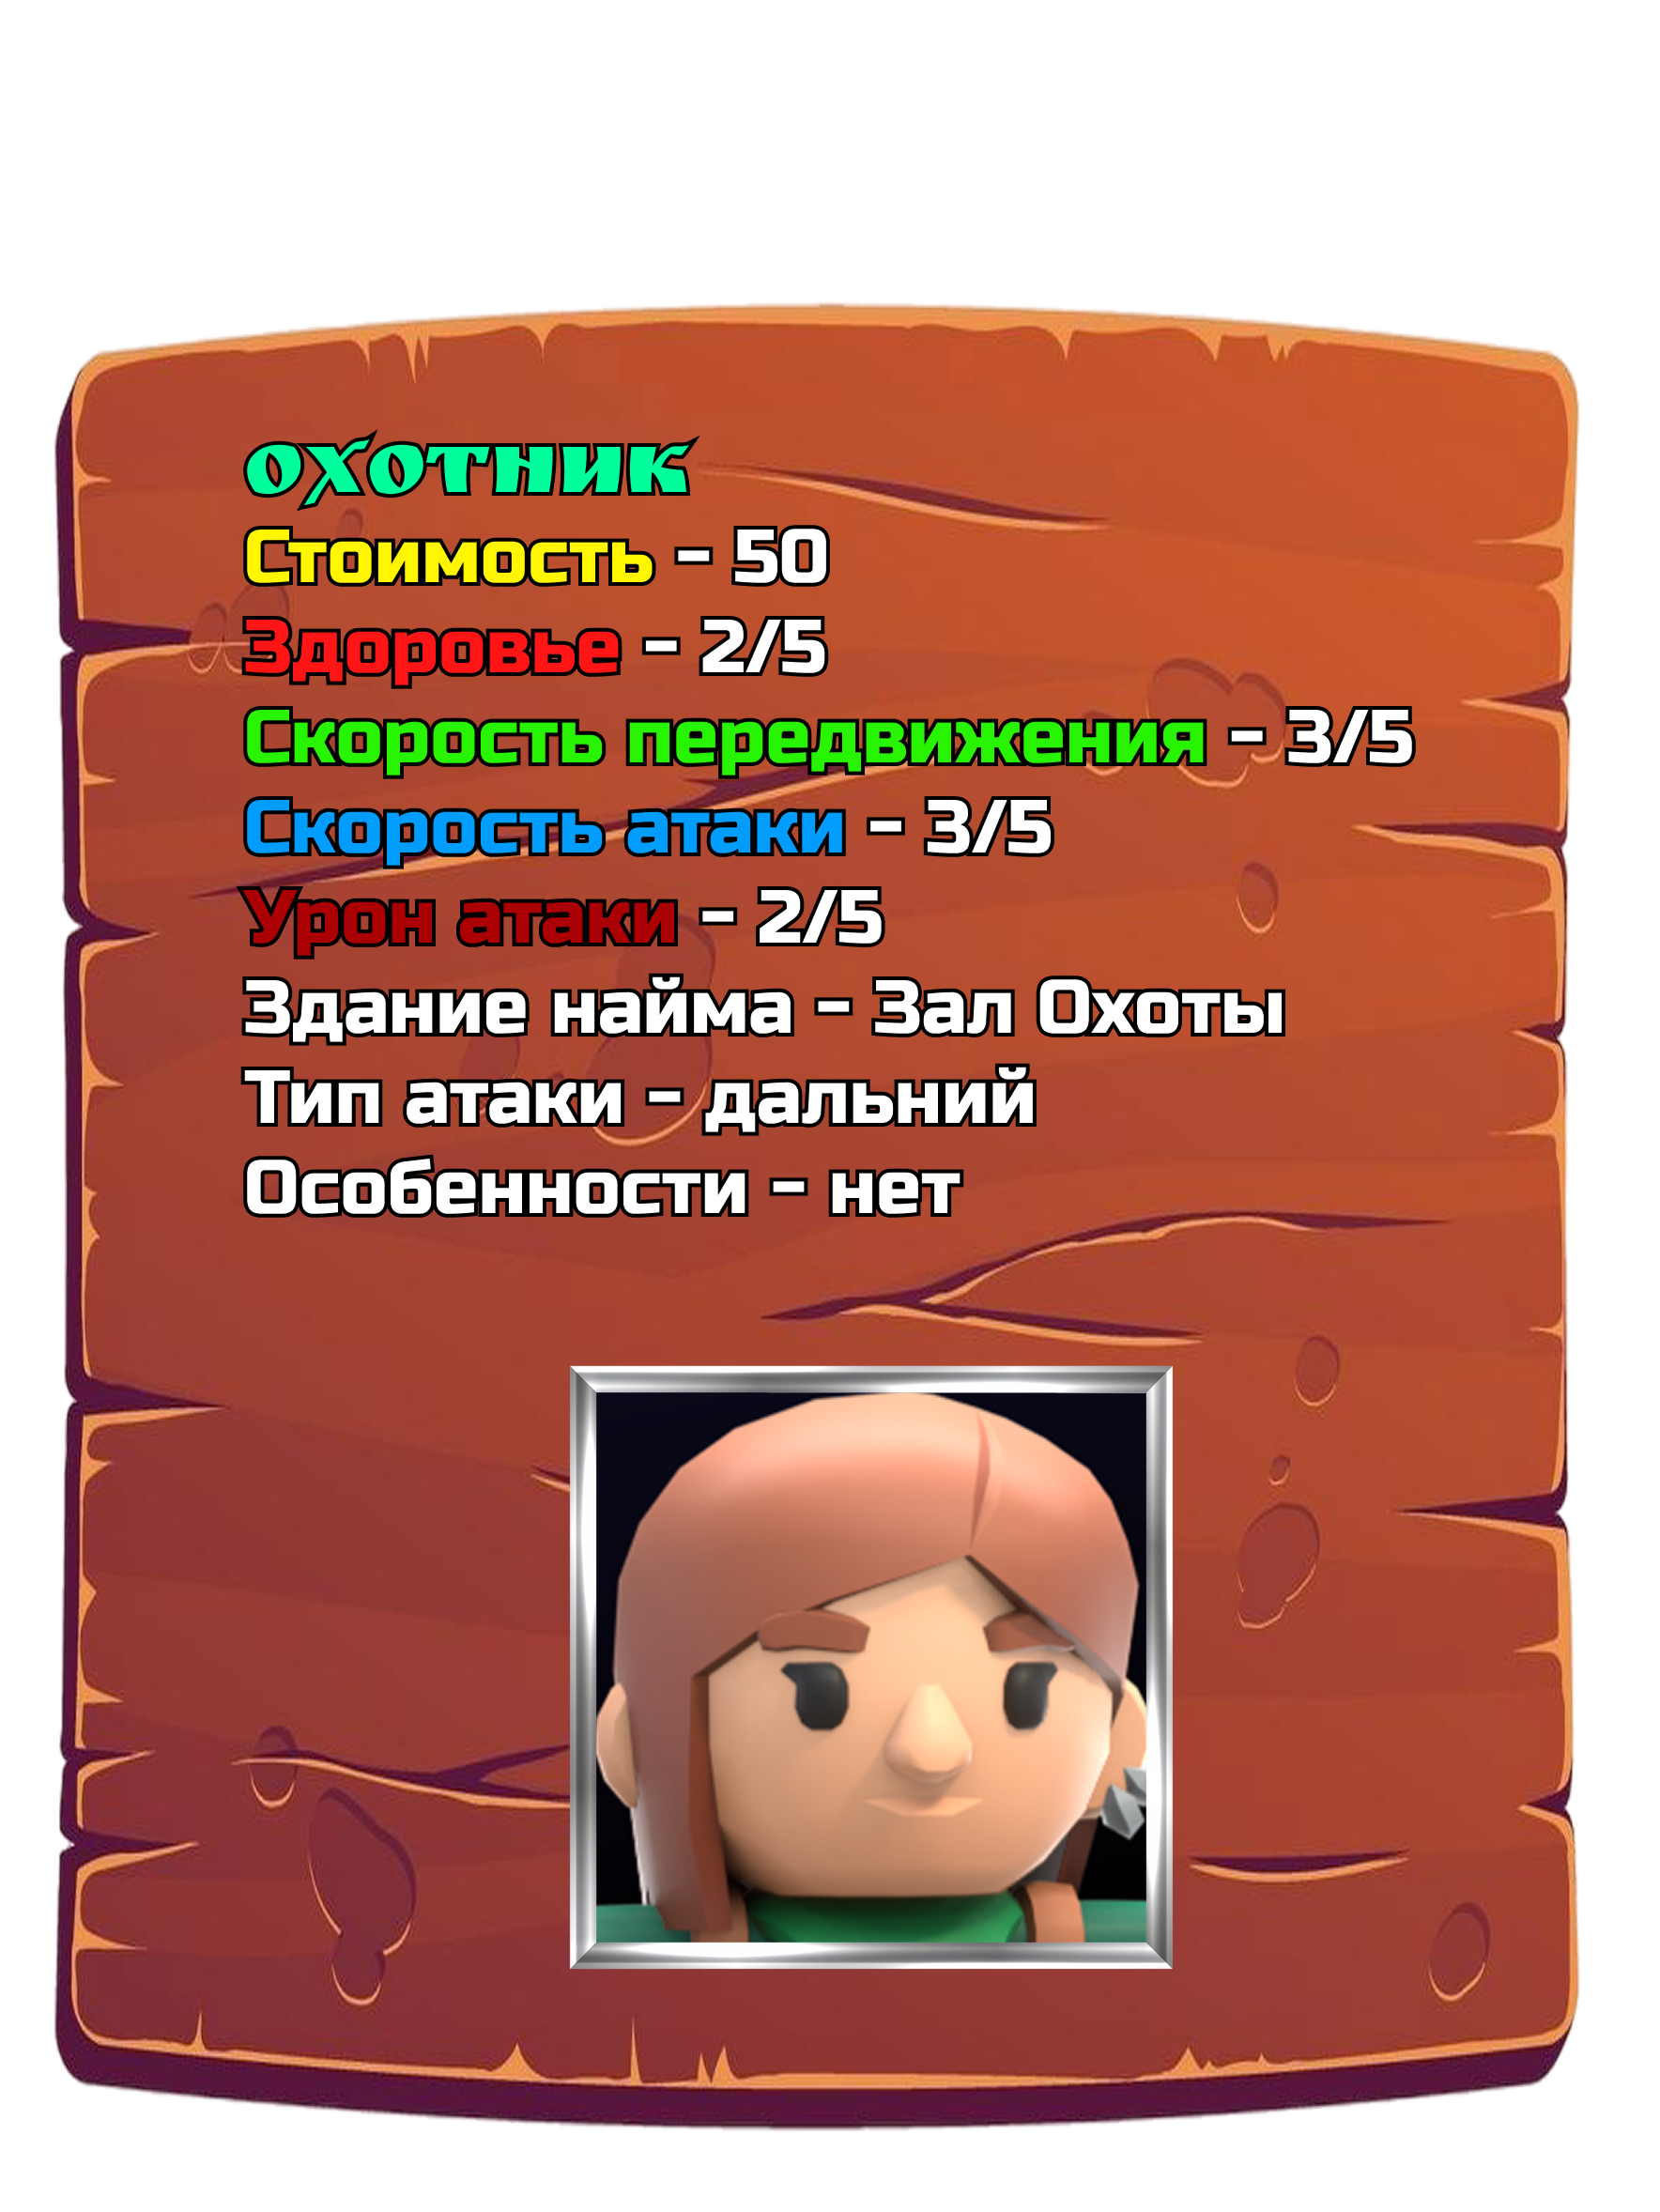 охотник
Стоимость - 50
Здоровье - 2/5
Скорость передвижения - 3/5
Скорость атаки - 3/5
Урон атаки - 2/5
Здание найма - Зал Охоты
Тип атаки - дальний
Особенности - нет